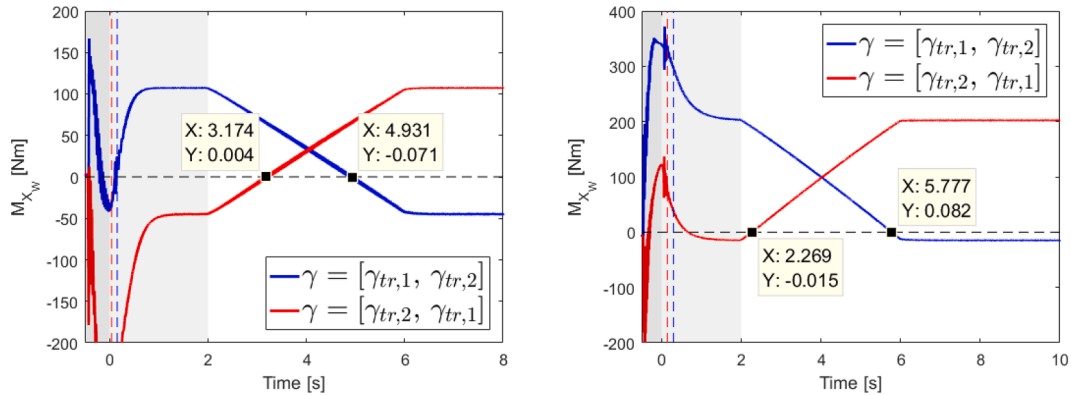 200
150
100
50
0
-50
-100
-150
-200
M_{X_w} [Nm]
X: 3.174
Y: 0.004
X: 4.931
Y: -0.071
γ = [γ_{tr,1}, γ_{tr,2}]
γ = [γ_{tr,2}, γ_{tr,1}]
0 2 4 6 8
Time [s]
400
300
200
100
0
-100
-200
-300
-400
M_{X_w} [Nm]
γ = [γ_{tr,1}, γ_{tr,2}]
γ = [γ_{tr,2}, γ_{tr,1}]
X: 5.777
Y: 0.082
X: 2.269
Y: -0.015
0 2 4 6 8 10
Time [s]